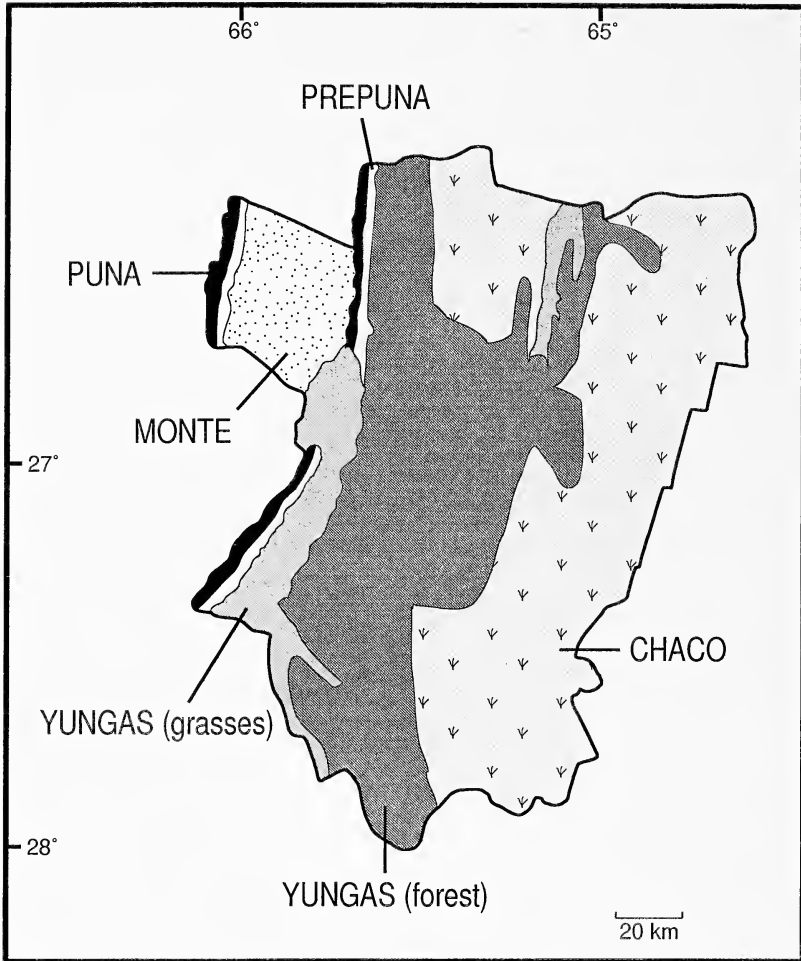 66°
65°
PREPUNA
PUNA
MONTE
27°
CHACO
YUNGAS (grasses)
28°
YUNGAS (forest)
20 km